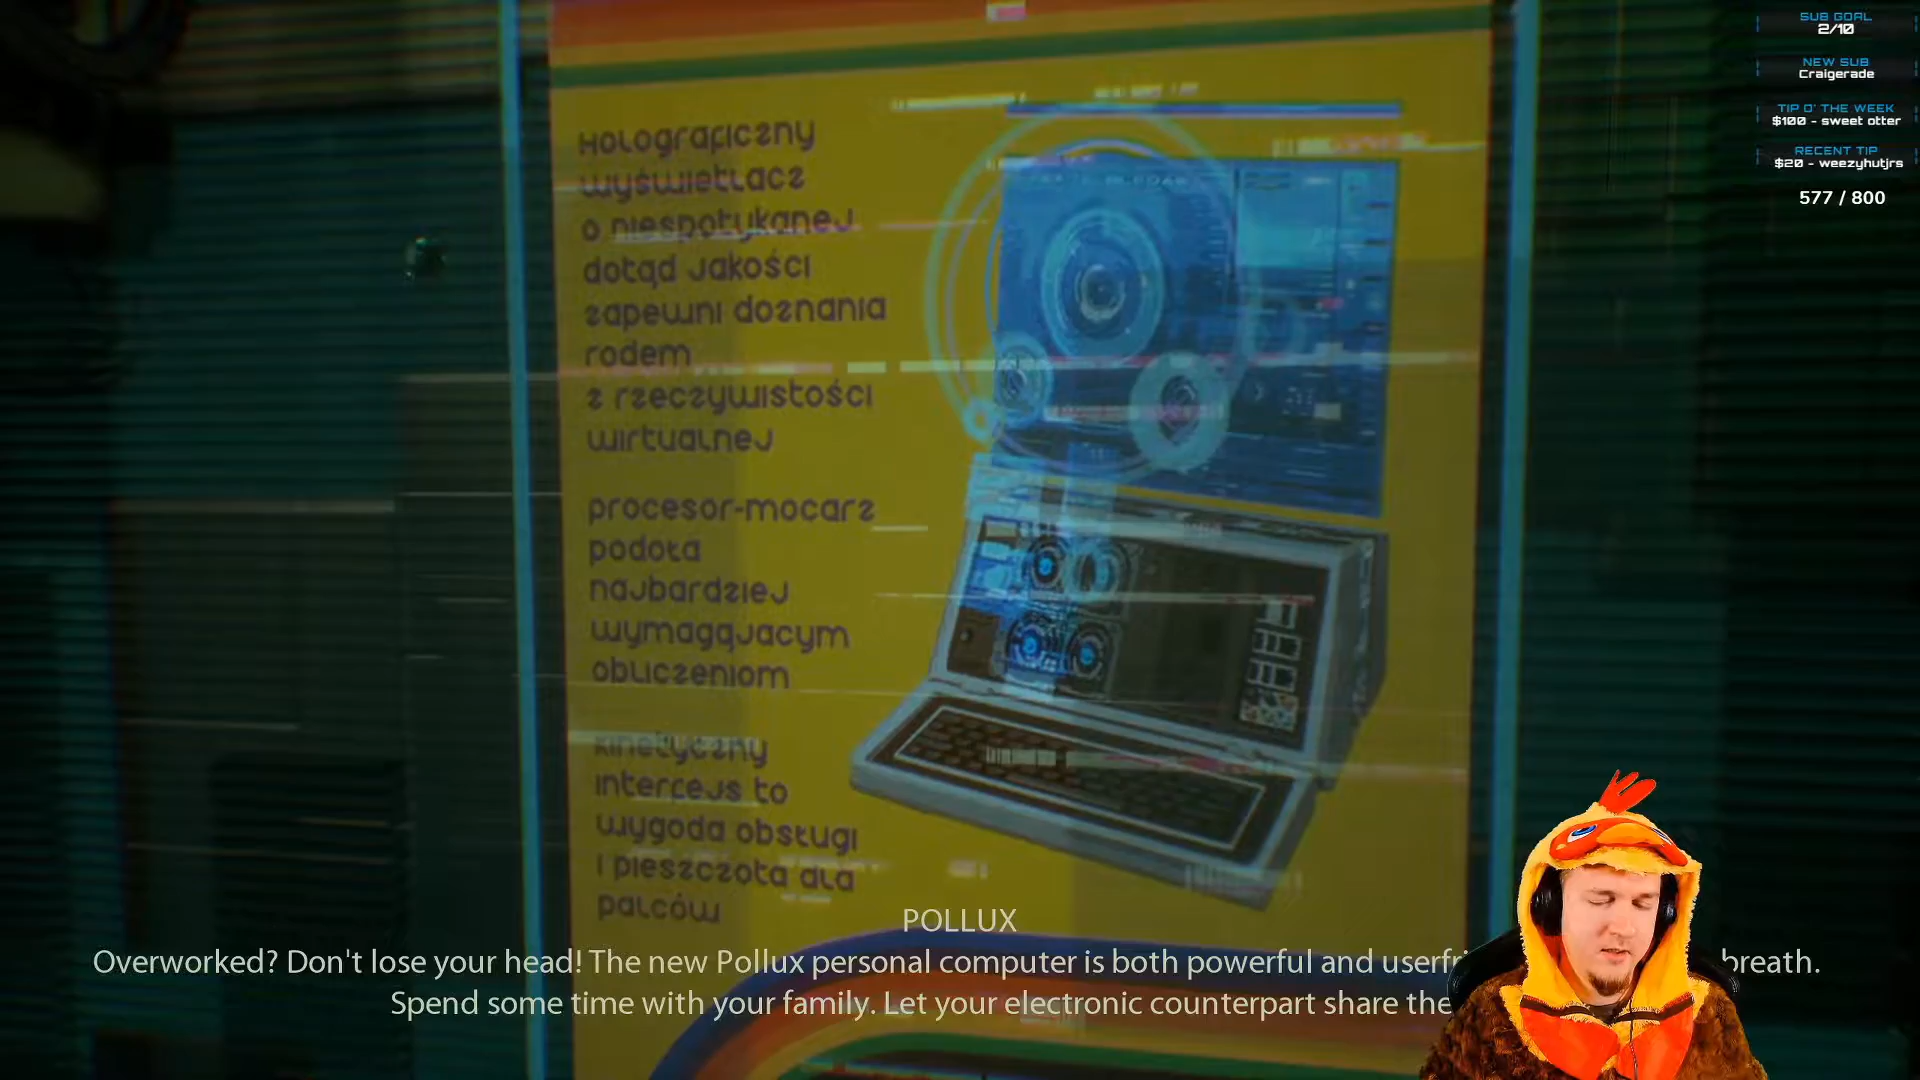 SUB GOAL
2/10
NEW SUB
Craigerade
TIP O' THE WEEK
$100 - sweet otter
RECENT TIP
$20 - weezyhutjrs
577 / 800
Holograficzny
wyświetlacz
o niespotykanej
dotąd jakości
zapewni doznania
rodem
z rzeczywistości
wirtualnej
procesor-mocarz
podoła
najbardziej
wymagającym
obliczeniom
kinetyczny
interfejs to
wygoda obsługi
i pieszczota dla
palców
POLLUX
Overworked? Don't lose your head! The new Pollux personal computer is both powerful and breath.
Spend some time with your family. Let your electronic counterpart share the